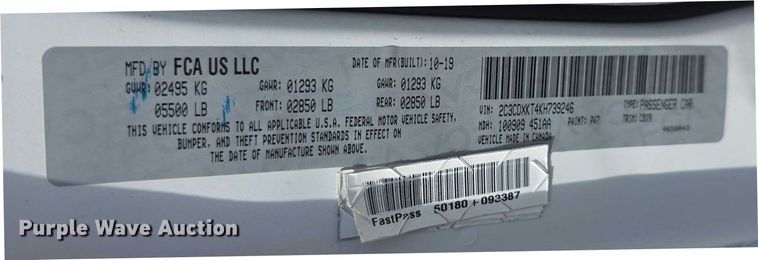 MFD BY FCA US LLC
DATE OF MFR(BUILT): 10-19
GVWR: 02495 KG
GAWR: 01293 KG
GAWR: 01293 KG
05500 LB
FRONT: 02850 LB
REAR: 02850 LB
THIS VEHICLE CONFORMS TO ALL APPLICABLE U.S.A. FEDERAL MOTOR VEHICLE SAFETY,
BUMPER, AND THEFT PREVENTION STANDARDS IN EFFECT ON
THE DATE OF MANUFACTURE SHOWN ABOVE.
VIN: 2C3CDXKT4KH739246
TYPE: PASSENGER CAR
MDH: 100909 451AA
PAINT: PW7
TRIM: CBX9
VEHICLE MADE IN CANADA
FastPass 50180 + 093387
Purple Wave Auction